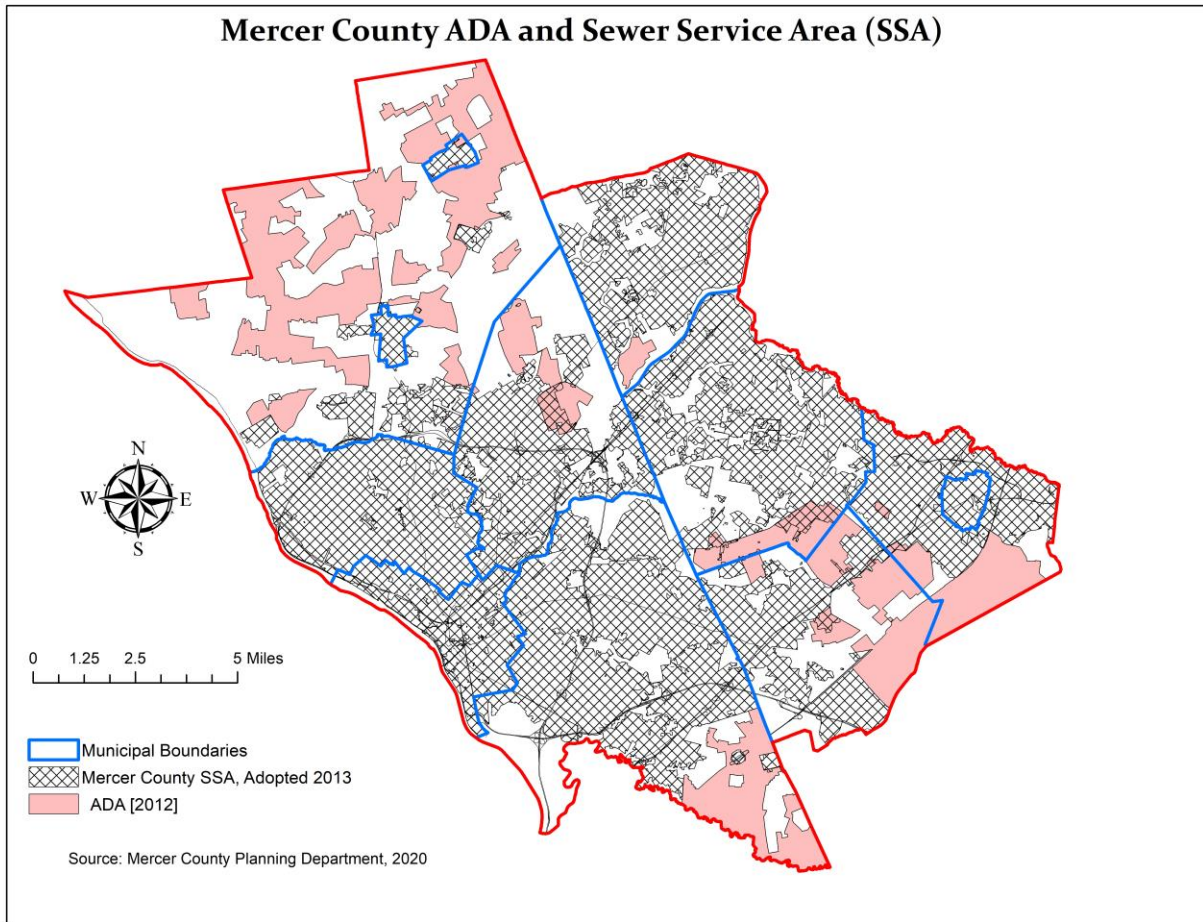 Mercer County ADA and Sewer Service Area (SSA)
N
W E
S
0 1.25 2.5 5 Miles
Municipal Boundaries
Mercer County SSA, Adopted 2013
ADA [2012]
Source: Mercer County Planning Department, 2020